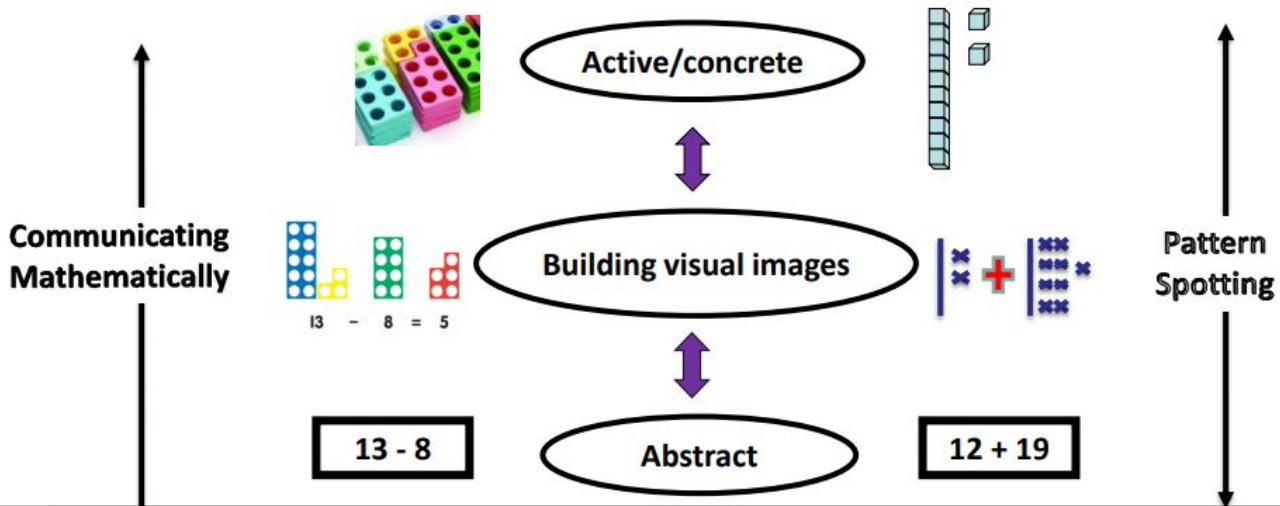 Active/concrete
Communicating
Mathematically
Building visual images
Pattern
Spotting
13 - 8 = 5
13 - 8
Abstract
12 + 19